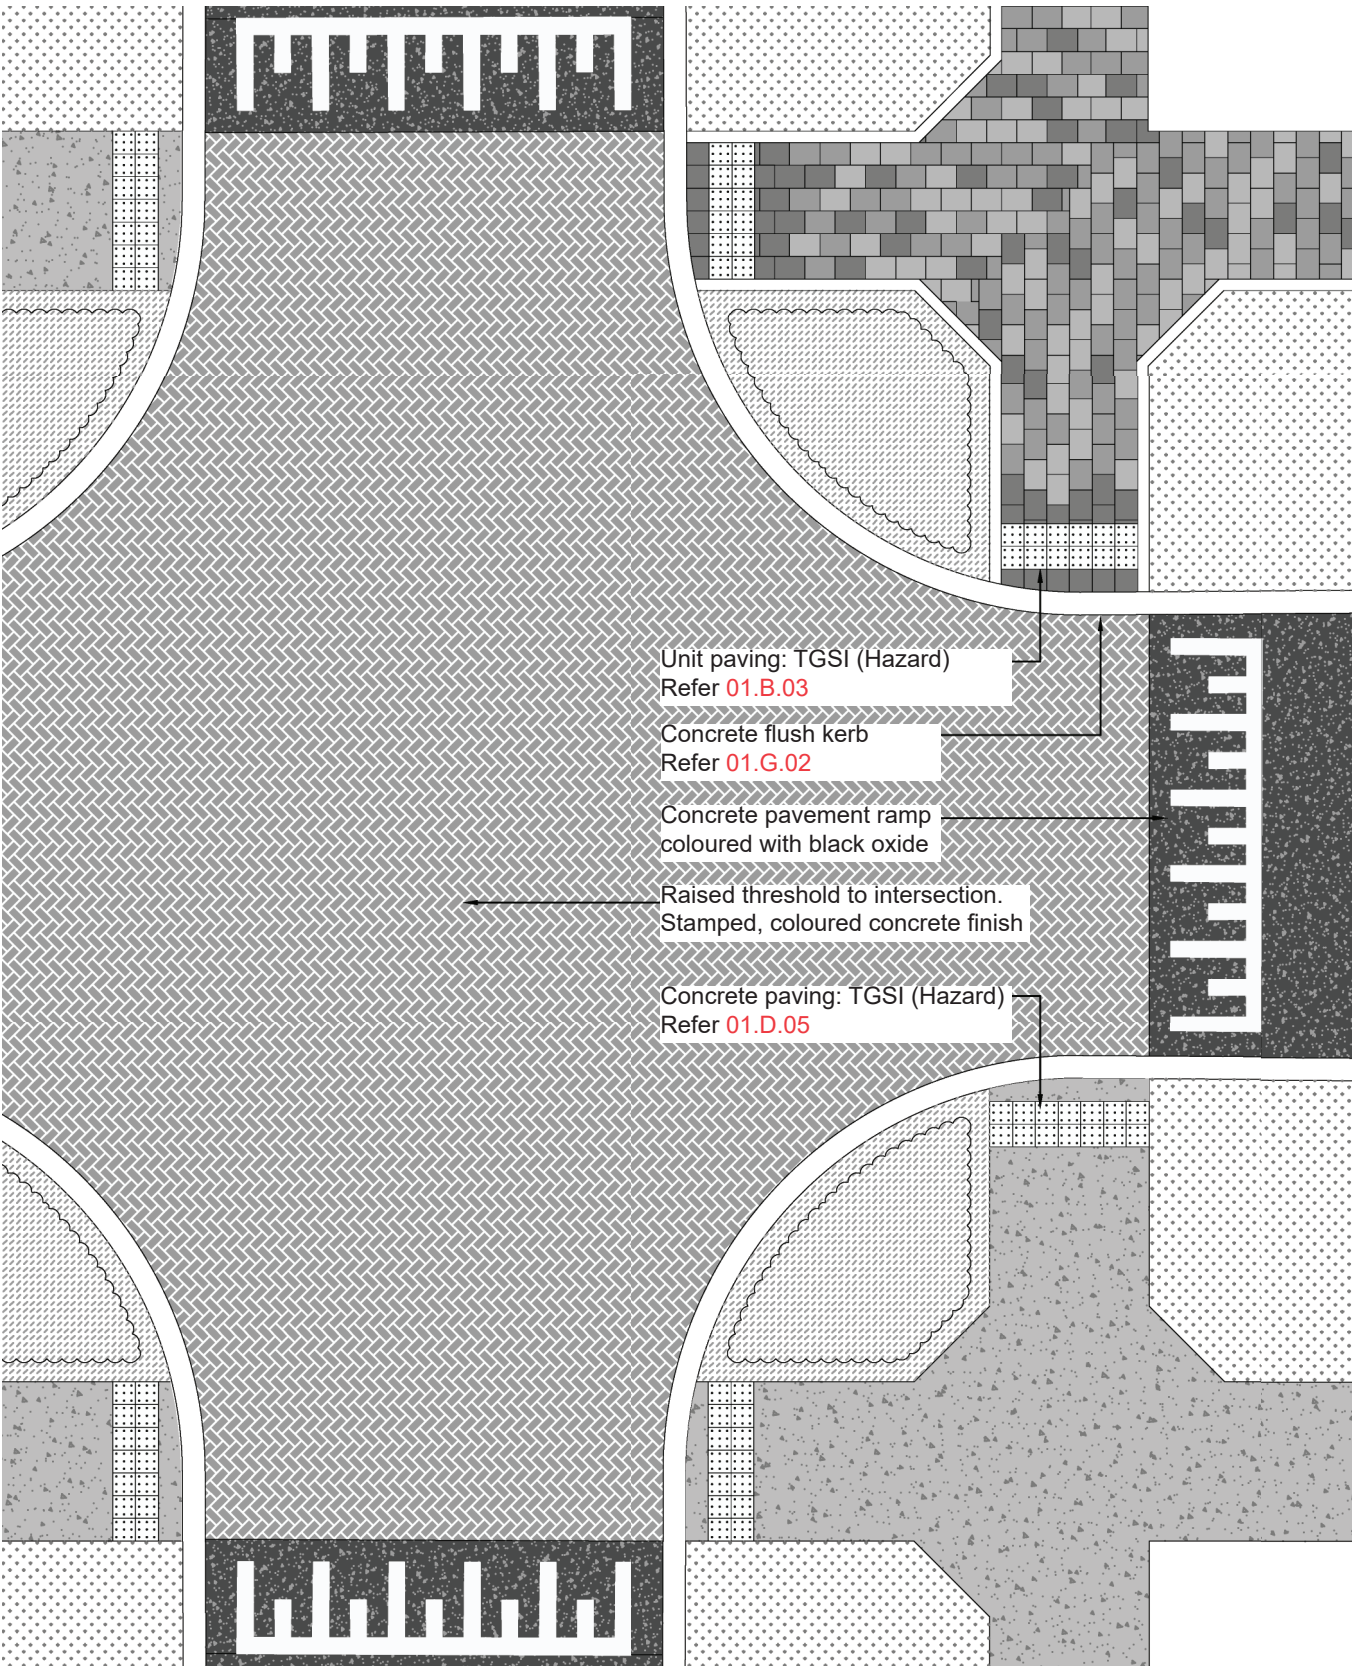 Unit paving: TGSI (Hazard)
Refer 01.B.03
Concrete flush kerb
Refer 01.G.02
Concrete pavement ramp
coloured with black oxide
Raised threshold to intersection.
Stamped, coloured concrete finish
Concrete paving: TGSI (Hazard)
Refer 01.D.05